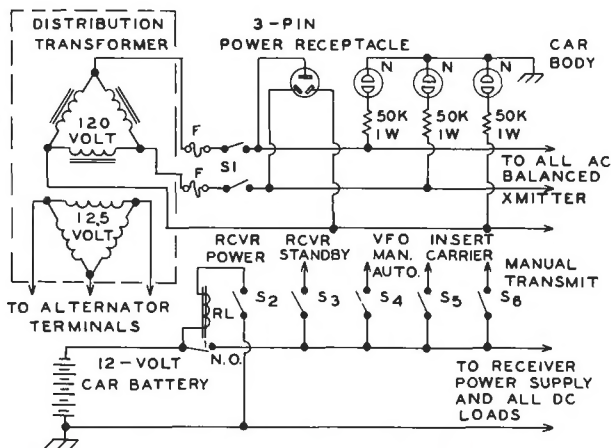 DISTRIBUTION
TRANSFORMER
3-PIN
POWER RECEPTACLE
CAR
BODY
N
N
N
50K
1W
50K
1W
50K
1W
120
VOLT
F
F
S1
TO ALL AC
BALANCED
XMITTER
12.5
VOLT
TO ALTERNATOR
TERMINALS
RCVR
POWER
RCVR
STANDBY
VFO
MAN.
AUTO.
INSERT
CARRIER
MANUAL
TRANSMIT
RL
S2
S3
S4
S5
S6
N.O.
12-VOLT
CAR BATTERY
TO RECEIVER
POWER SUPPLY
AND ALL DC
LOADS